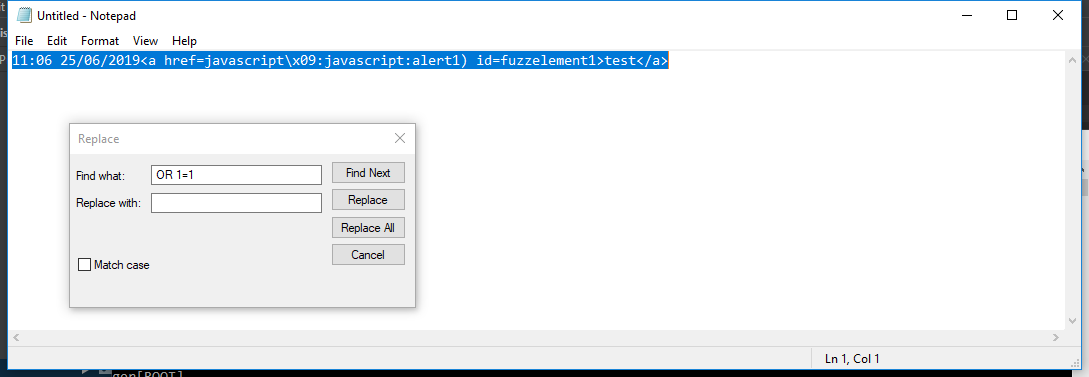 Untitled - Notepad
File Edit Format View Help
11:06 25/06/2019<a href=javascript\x09:javascript:alert1) id=fuzzelement1>test</a>
Replace
Find what: OR 1=1 Find Next
Replace with: Replace
Replace All
Cancel
Match case
Ln 1, Col 1